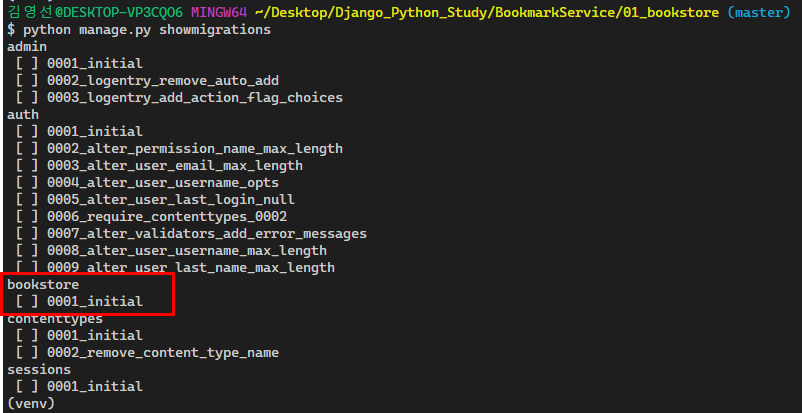 김영선@DESKTOP-VP3CQO6 MINGW64 ~/Desktop/Django_Python_Study/BookmarkService/01_bookstore (master)
$ python manage.py showmigrations
admin
[ ] 0001_initial
[ ] 0002_logentry_remove_auto_add
[ ] 0003_logentry_add_action_flag_choices
auth
[ ] 0001_initial
[ ] 0002_alter_permission_name_max_length
[ ] 0003_alter_user_email_max_length
[ ] 0004_alter_user_username_opts
[ ] 0005_alter_user_last_login_null
[ ] 0006_require_contenttypes_0002
[ ] 0007_alter_validators_add_error_messages
[ ] 0008_alter_user_username_max_length
[ ] 0009_alter_user_last_name_max_length
bookstore
[ ] 0001_initial
contenttypes
[ ] 0001_initial
[ ] 0002_remove_content_type_name
sessions
[ ] 0001_initial
(venv)